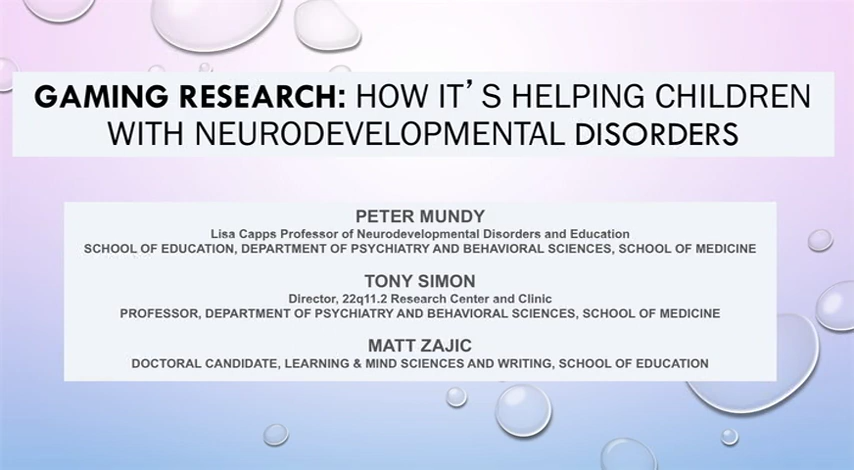 GAMING RESEARCH: HOW IT’S HELPING CHILDREN
WITH NEURODEVELOPMENTAL DISORDERS
PETER MUNDY
Lisa Capps Professor of Neurodevelopmental Disorders and Education
SCHOOL OF EDUCATION, DEPARTMENT OF PSYCHIATRY AND BEHAVIORAL SCIENCES, SCHOOL OF MEDICINE
TONY SIMON
Director, 22q11.2 Research Center and Clinic
PROFESSOR, DEPARTMENT OF PSYCHIATRY AND BEHAVIORAL SCIENCES, SCHOOL OF MEDICINE
MATT ZAJIC
DOCTORAL CANDIDATE, LEARNING & MIND SCIENCES AND WRITING, SCHOOL OF EDUCATION